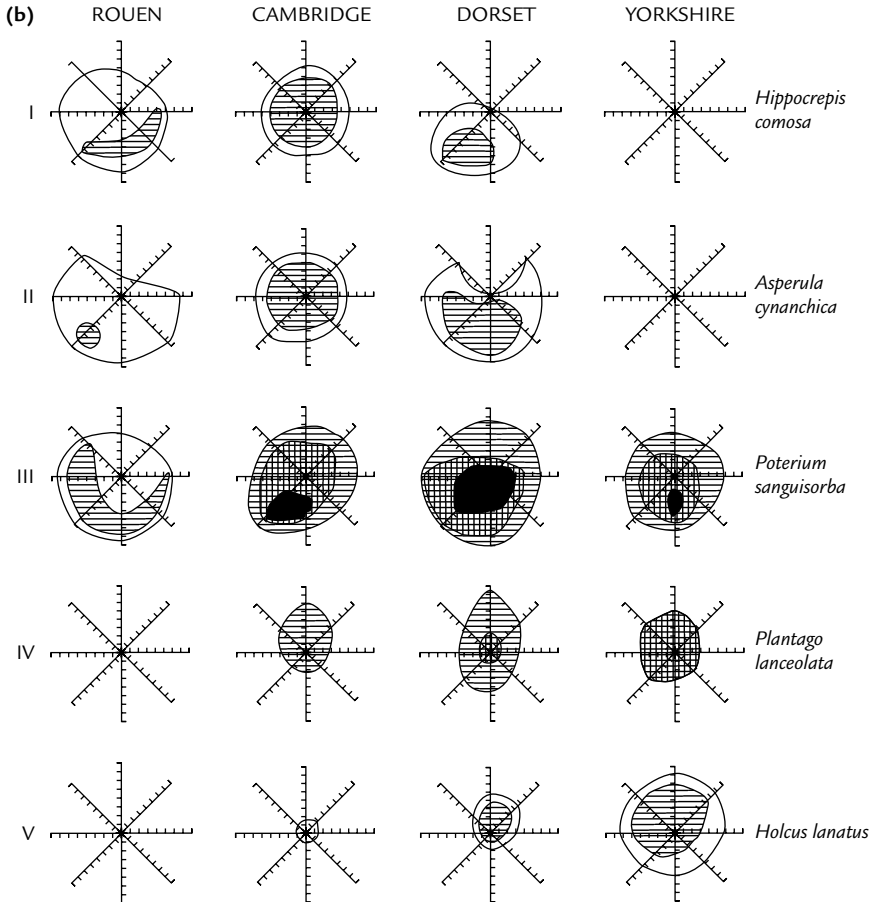 (b) ROUEN CAMBRIDGE DORSET YORKSHIRE
I Hippocrepis
comosa
II Asperula
cynanchica
III Poterium
sanguisorba
IV Plantago
lanceolata
V Holcus lanatus